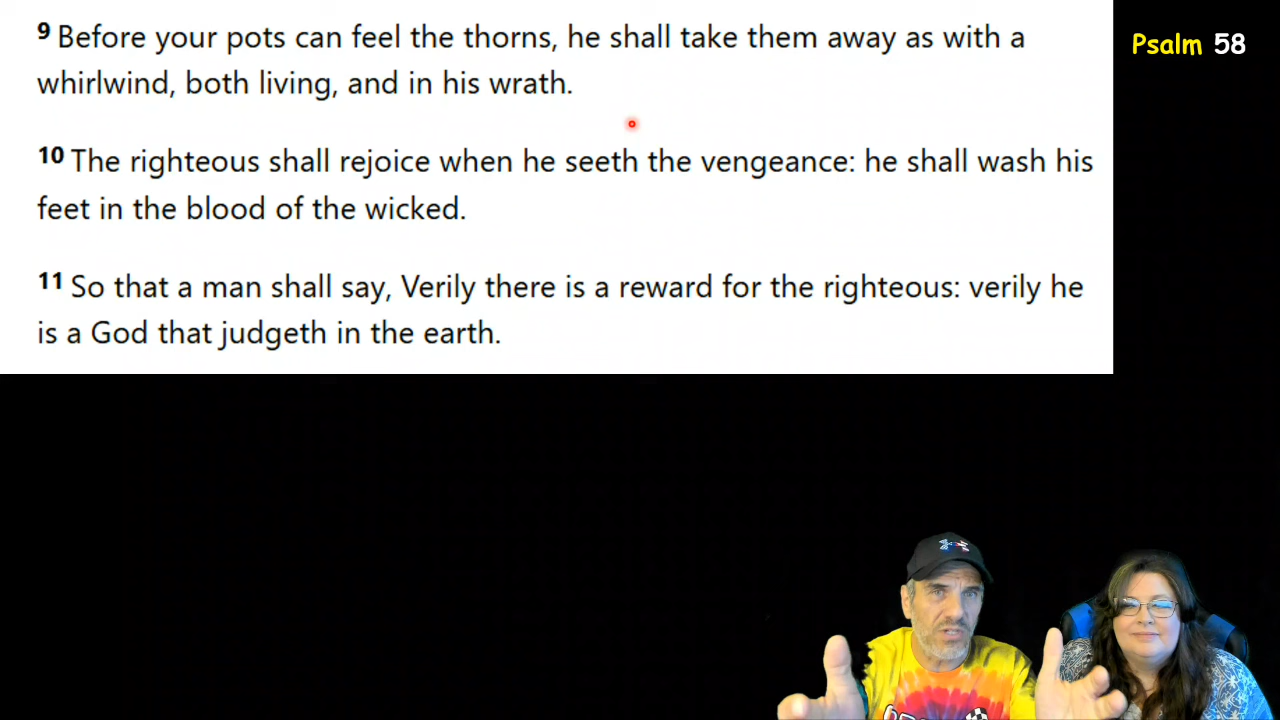 9 Before your pots can feel the thorns, he shall take them away as with a
whirlwind, both living, and in his wrath.
10 The righteous shall rejoice when he seeth the vengeance: he shall wash his
feet in the blood of the wicked.
11 So that a man shall say, Verily there is a reward for the righteous: verily he
is a God that judgeth in the earth.
Psalm 58